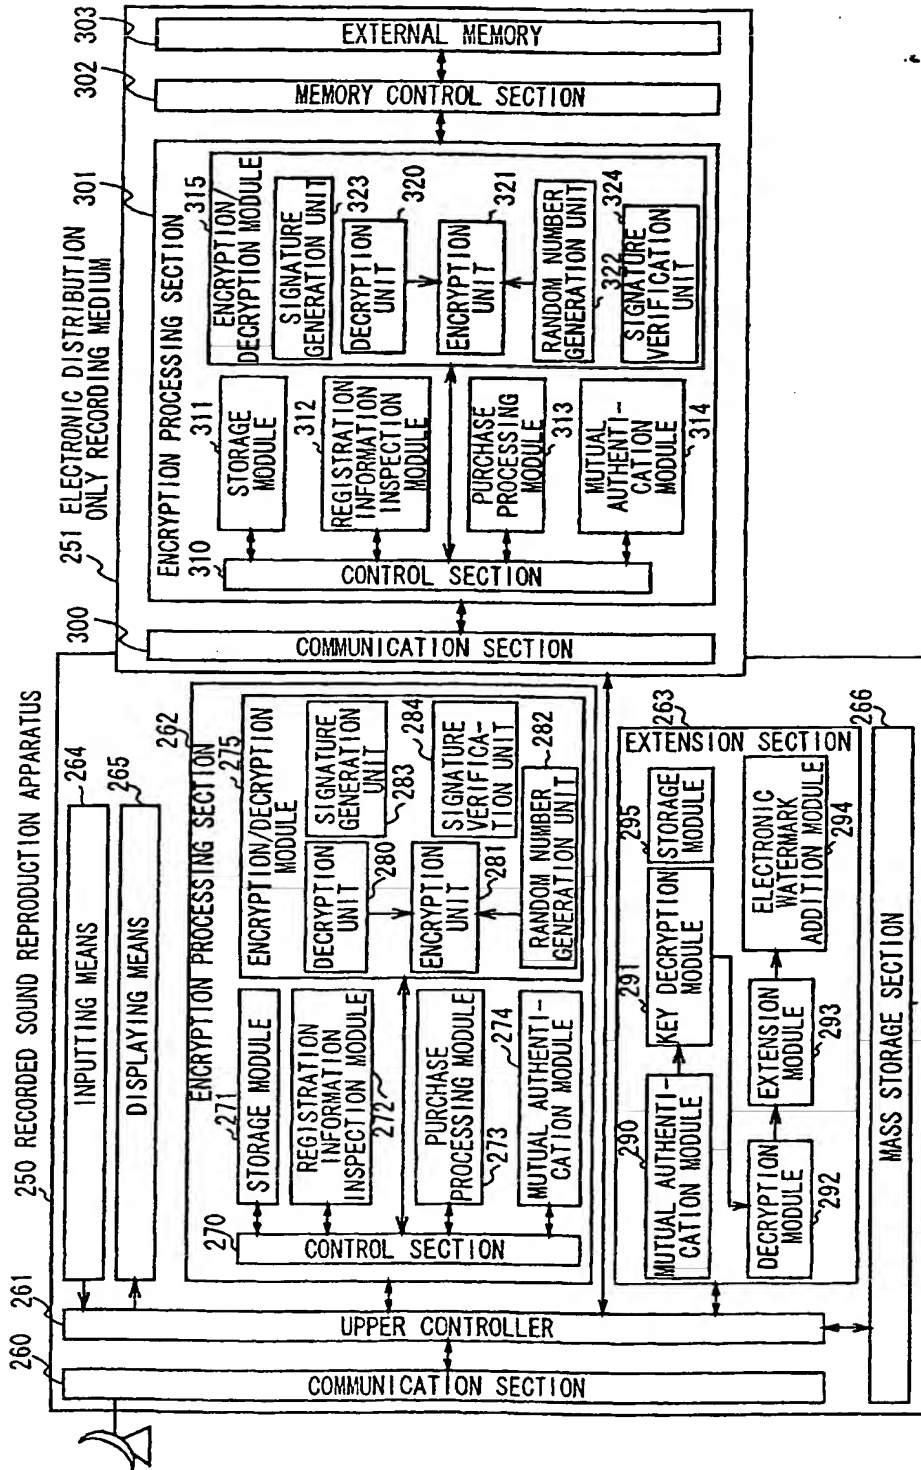 250 RECORDED SOUND REPRODUCTION APPARATUS
260
COMMUNICATION SECTION
261
UPPER CONTROLLER
264
INPUTTING MEANS
265
DISPLAYING MEANS
262
ENCRYPTION PROCESSING SECTION
270
CONTROL SECTION
271
STORAGE MODULE
REGISTRATION
INFORMATION
INSPECTION MODULE
272
PURCHASE
PROCESSING MODULE
273
274
MUTUAL AUTHENTI-
CATION MODULE
275
ENCRYPTION/DECRYPTION
MODULE
DECRYPTION
UNIT
280
ENCRYPTION
UNIT
281
SIGNATURE
GENERATION
UNIT
283
284
SIGNATURE
VERIFICA-
TION UNIT
282
RANDOM NUMBER
GENERATION UNIT
263
EXTENSION SECTION
290
MUTUAL AUTHENTI-
CATION MODULE
291
KEY DECRYPTION
MODULE
295
STORAGE
MODULE
DECRYPTION
MODULE
292
EXTENSION
MODULE
293
ELECTRONIC
WATERMARK
ADDITION MODULE
294
266
MASS STORAGE SECTION
251 ELECTRONIC DISTRIBUTION
ONLY RECORDING MEDIUM
300
COMMUNICATION SECTION
301
ENCRYPTION PROCESSING SECTION
310
CONTROL SECTION
311
STORAGE
MODULE
312
REGISTRATION
INFORMATION
INSPECTION
MODULE
PURCHASE
PROCESSING
MODULE
313
MUTUAL
AUTHENTI-
CATION
MODULE
314
315
ENCRYPTION/
DECRYPTION MODULE
SIGNATURE
GENERATION UNIT
323
DECRYPTION
UNIT
320
ENCRYPTION
UNIT
321
RANDOM NUMBER
GENERATION UNIT
322
324
SIGNATURE
VERIFICATION
UNIT
302
MEMORY CONTROL SECTION
303
EXTERNAL MEMORY